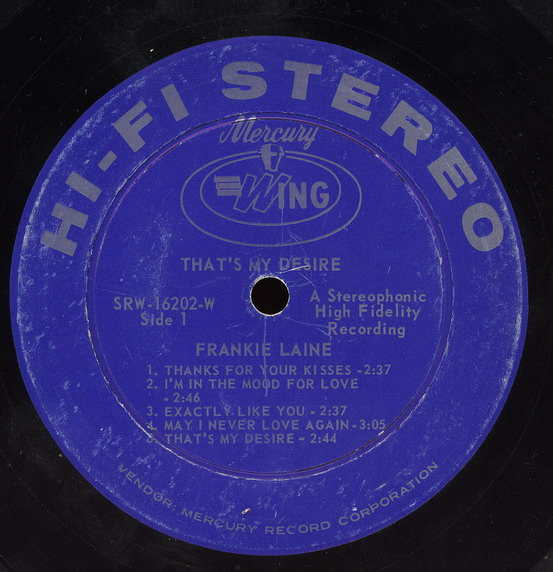 HI-FI STEREO
Mercury
WING
THAT'S MY DESIRE
SRW-16202-W
Side 1
A Stereophonic
High Fidelity
Recording
FRANKIE LAINE
1. THANKS FOR YOUR KISSES - 2:37
2. I'M IN THE MOOD FOR LOVE
- 2:46
3. EXACTLY LIKE YOU - 2:37
4. MAY I NEVER LOVE AGAIN - 3:05
5. THAT'S MY DESIRE - 2:44
VENDOR: MERCURY RECORD CORPORATION